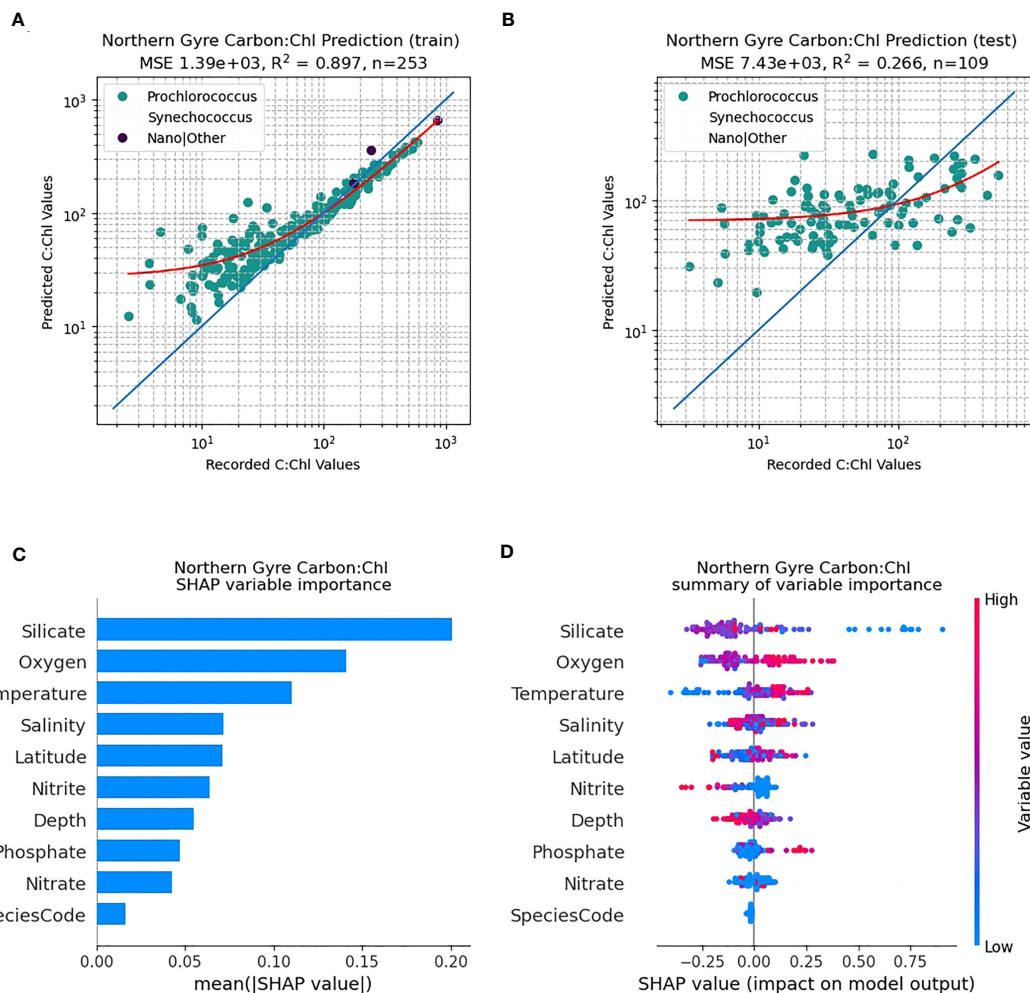 A
Northern Gyre Carbon:Chl Prediction (train)
MSE 1.39e+03, R² = 0.897, n=253
Prochlorococcus
Synechococcus
Nano|Other
10³
10²
10¹
Predicted C:Chl Values
10¹
10²
10³
Recorded C:Chl Values
B
Northern Gyre Carbon:Chl Prediction (test)
MSE 7.43e+03, R² = 0.266, n=109
Prochlorococcus
Synechococcus
Nano|Other
10²
10¹
Predicted C:Chl Values
10¹
10²
Recorded C:Chl Values
C
Northern Gyre Carbon:Chl
SHAP variable importance
Silicate
Oxygen
mperature
Salinity
Latitude
Nitrite
Depth
Phosphate
Nitrate
eciesCode
0.00
0.05
0.10
0.15
0.20
mean(|SHAP value|)
D
Northern Gyre Carbon:Chl
summary of variable importance
Silicate
Oxygen
Temperature
Salinity
Latitude
Nitrite
Depth
Phosphate
Nitrate
SpeciesCode
−0.25
0.00
0.25
0.50
0.75
SHAP value (impact on model output)
High
Low
Variable value